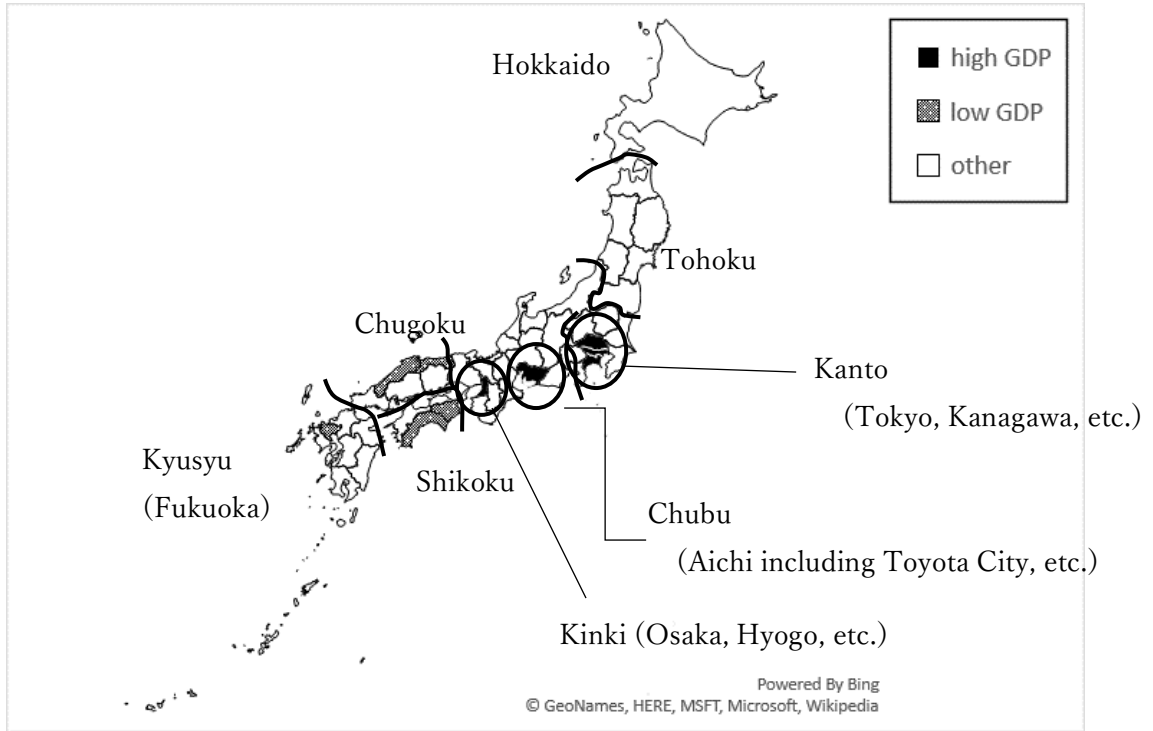 Hokkaido
high GDP
low GDP
other
Tohoku
Chugoku
Kanto
(Tokyo, Kanagawa, etc.)
Kyusyu
(Fukuoka)
Shikoku
Chubu
(Aichi including Toyota City, etc.)
Kinki (Osaka, Hyogo, etc.)
Powered By Bing
© GeoNames, HERE, MSFT, Microsoft, Wikipedia